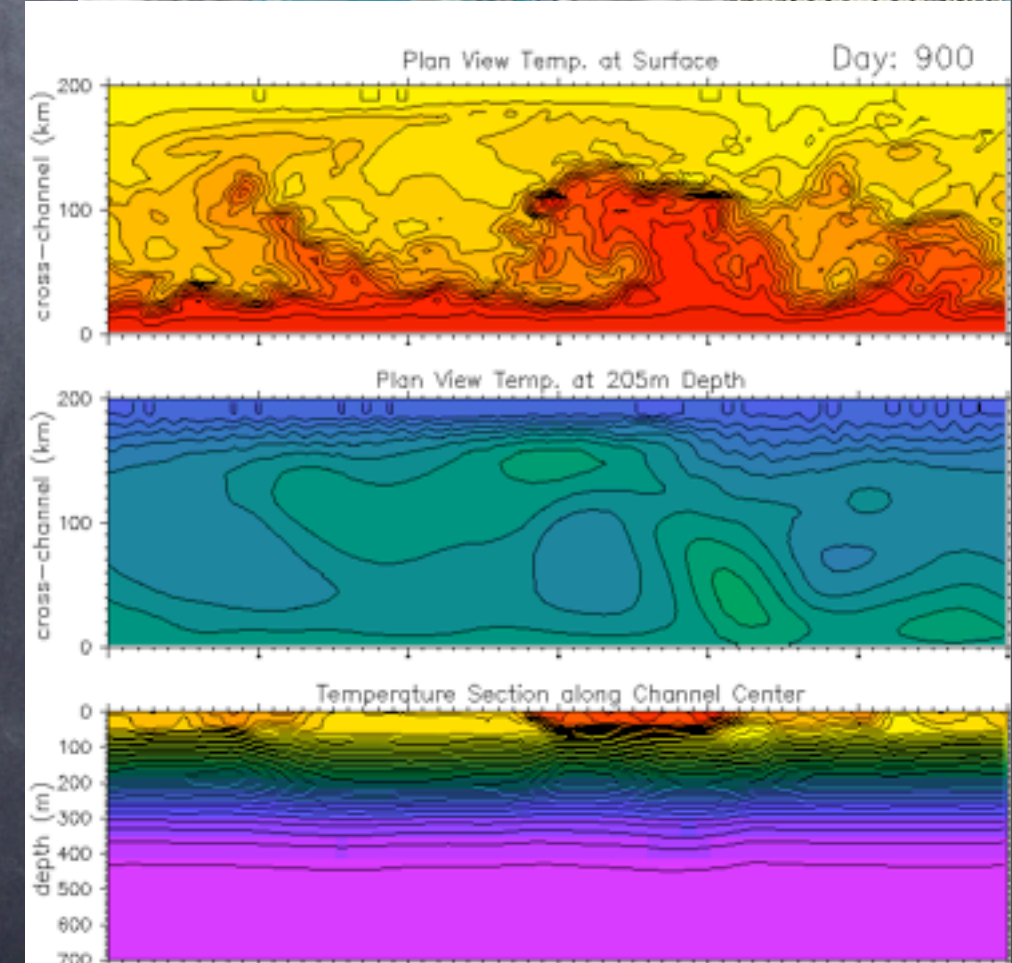 Plan View Temp. at Surface
Day: 900
200
100
0
cross-channel (km)
Plan View Temp. at 205m Depth
200
100
0
cross-channel (km)
Temperature Section along Channel Center
0
100
200
300
400
500
600
700
depth (m)